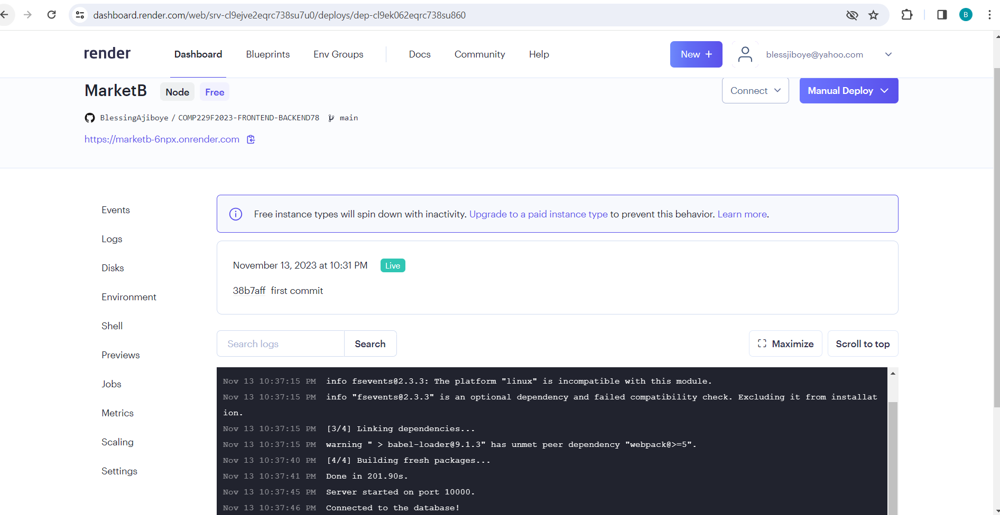 dashboard.render.com/web/srv-cl9ejve2eqrc738su7u0/deploys/dep-cl9ek062eqrc738su860
B
render Dashboard Blueprints Env Groups Docs Community Help New + blessjiboye@yahoo.com
MarketB Node Free Connect Manual Deploy
BlessingAjiboye / COMP229F2023-FRONTEND-BACKEND78 main
https://marketb-6npx.onrender.com
Events
Logs
Disks
Environment
Shell
Previews
Jobs
Metrics
Scaling
Settings
Free instance types will spin down with inactivity. Upgrade to a paid instance type to prevent this behavior. Learn more.
November 13, 2023 at 10:31 PM Live
38b7aff first commit
Search logs Search Maximize Scroll to top
Nov 13 10:37:15 PM info fsevents@2.3.3: The platform "linux" is incompatible with this module.
Nov 13 10:37:15 PM info "fsevents@2.3.3" is an optional dependency and failed compatibility check. Excluding it from installat
ion.
Nov 13 10:37:15 PM [3/4] Linking dependencies...
Nov 13 10:37:15 PM warning " > babel-loader@9.1.3" has unmet peer dependency "webpack@>=5".
Nov 13 10:37:40 PM [4/4] Building fresh packages...
Nov 13 10:37:41 PM Done in 201.90s.
Nov 13 10:37:45 PM Server started on port 10000.
Nov 13 10:37:46 PM Connected to the database!